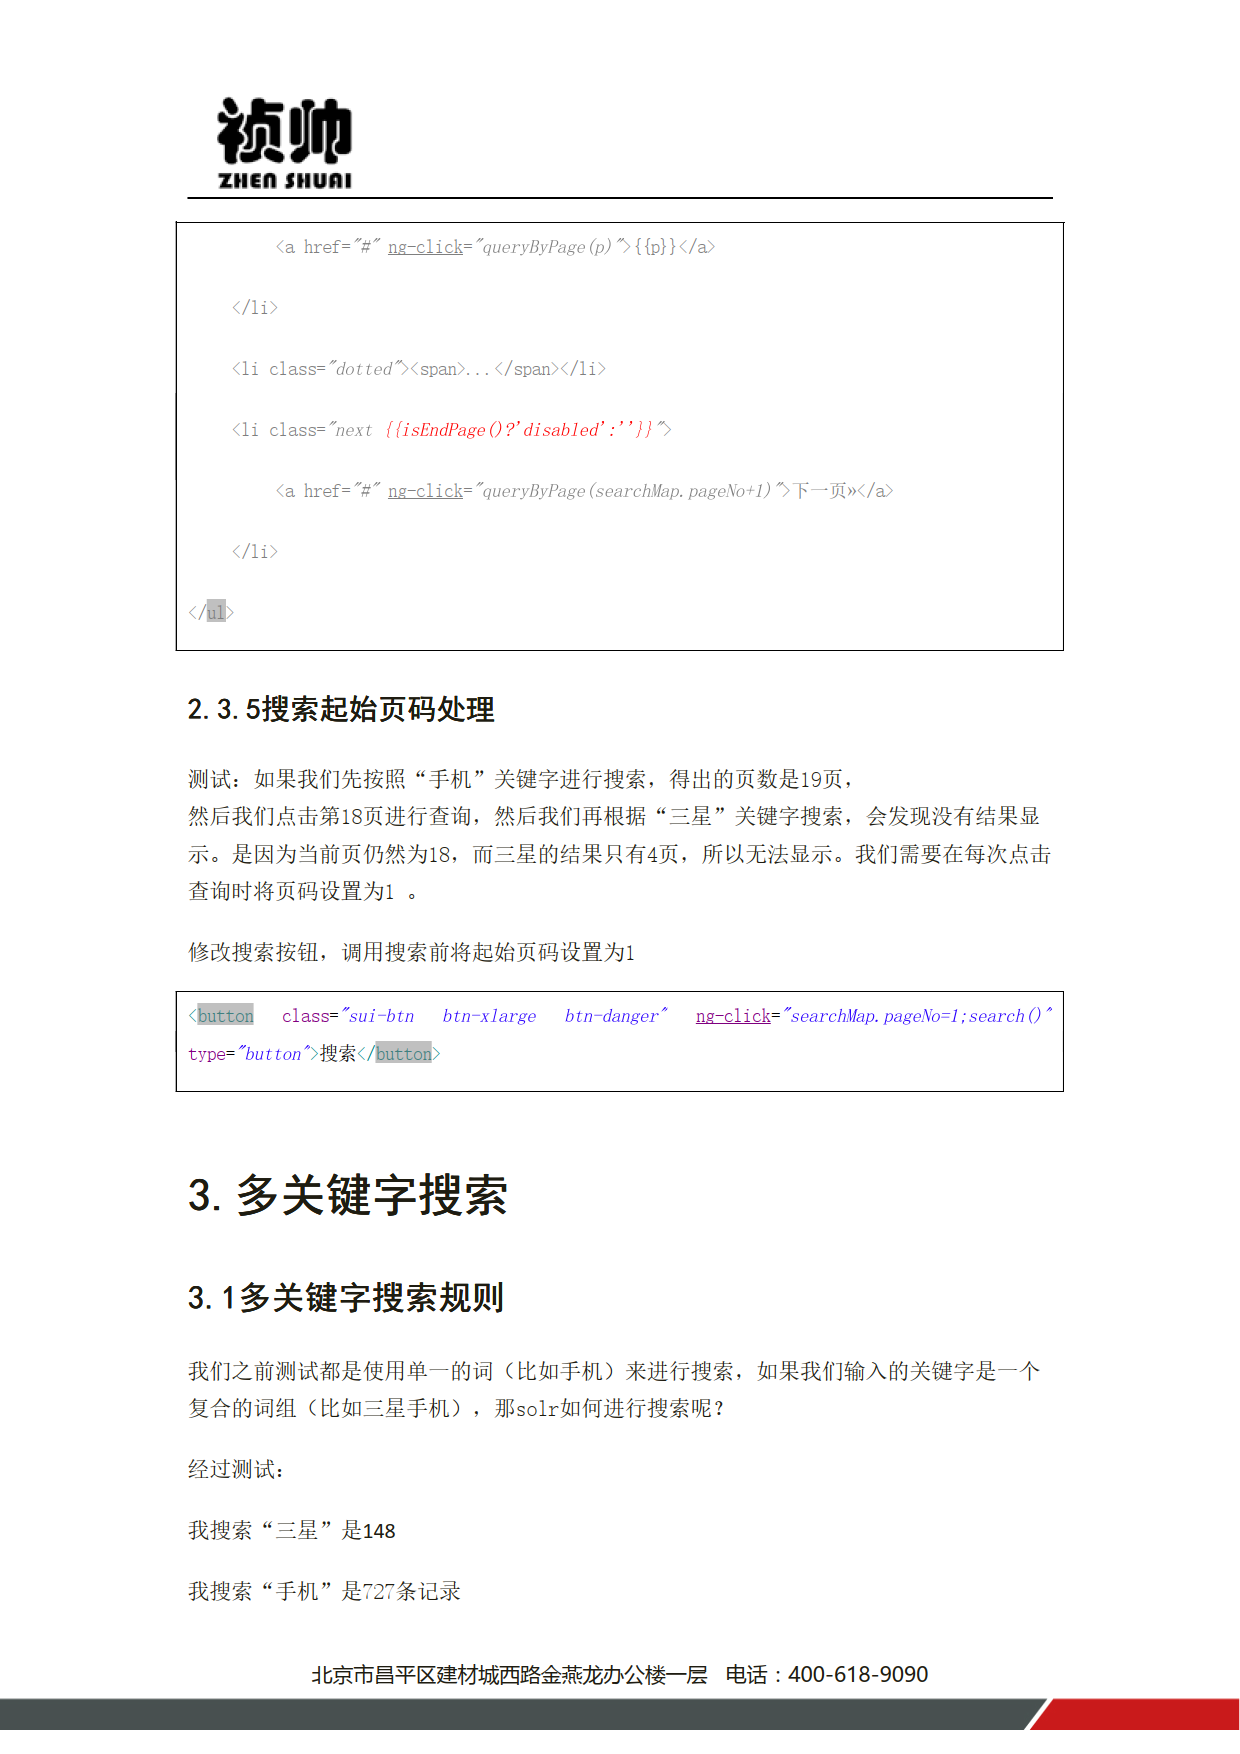 祯帅
ZHEN SHUAI
<a href="#" ng-click="queryByPage(p)">{{p}}</a>
</li>
<li class="dotted"><span>...</span></li>
<li class="next {{isEndPage()?'disabled':''}}">
<a href="#" ng-click="queryByPage(searchMap.pageNo+1)">下一页»</a>
</li>
</ul>
2.3.5搜索起始页码处理
测试：如果我们先按照“手机”关键字进行搜索，得出的页数是19页，
然后我们点击第18页进行查询，然后我们再根据“三星”关键字搜索，会发现没有结果显
示。是因为当前页仍然为18，而三星的结果只有4页，所以无法显示。我们需要在每次点击
查询时将页码设置为1 。
修改搜索按钮，调用搜索前将起始页码设置为1
<button class="sui-btn btn-xlarge btn-danger" ng-click="searchMap.pageNo=1;search()"
type="button">搜索</button>
3.多关键字搜索
3.1多关键字搜索规则
我们之前测试都是使用单一的词（比如手机）来进行搜索，如果我们输入的关键字是一个
复合的词组（比如三星手机），那solr如何进行搜索呢？
经过测试：
我搜索“三星”是148
我搜索“手机”是727条记录
北京市昌平区建材城西路金燕龙办公楼一层 电话：400-618-9090